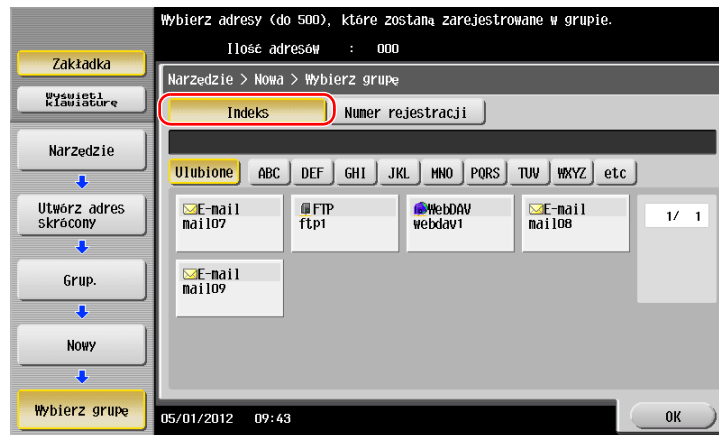 Wybierz adresy (do 500), które zostaną zarejestrowane w grupie.
Ilość adresów : 000
Zakładka
Wyświetl
klawiaturę
Narzędzie
Utwórz adres
skrócony
Grup.
Nowy
Wybierz grupę
Narzędzie > Nowa > Wybierz grupę
Indeks Numer rejestracji
Ulubione ABC DEF GHI JKL MNO PQRS TUV WXYZ etc
E-mail FTP WebDAV E-mail
mail07 ftp1 webdav1 mail08
1/ 1
E-mail
mail09
05/01/2012 09:43
OK